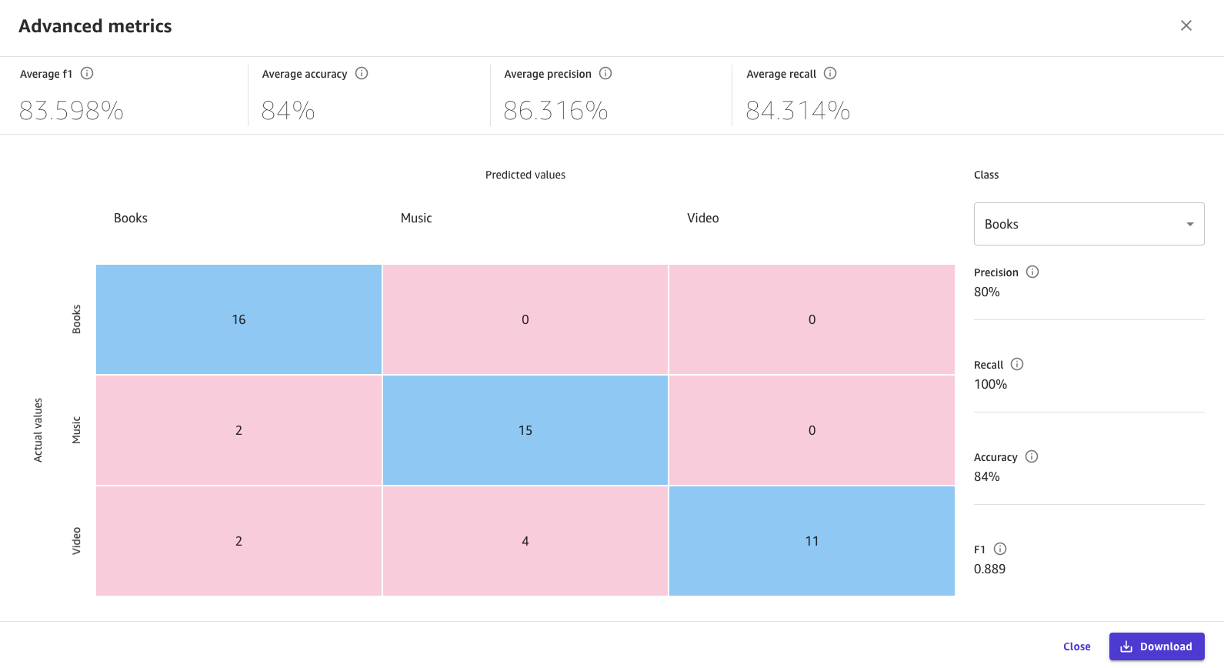 Advanced metrics
Average f1
83.598%
Average accuracy
84%
Average precision
86.316%
Average recall
84.314%
Predicted values
Books Music Video
Actual values
Books
16 0 0
Music
2 15 0
Video
2 4 11
Class
Books
Precision
80%
Recall
100%
Accuracy
84%
F1
0.889
Close
Download